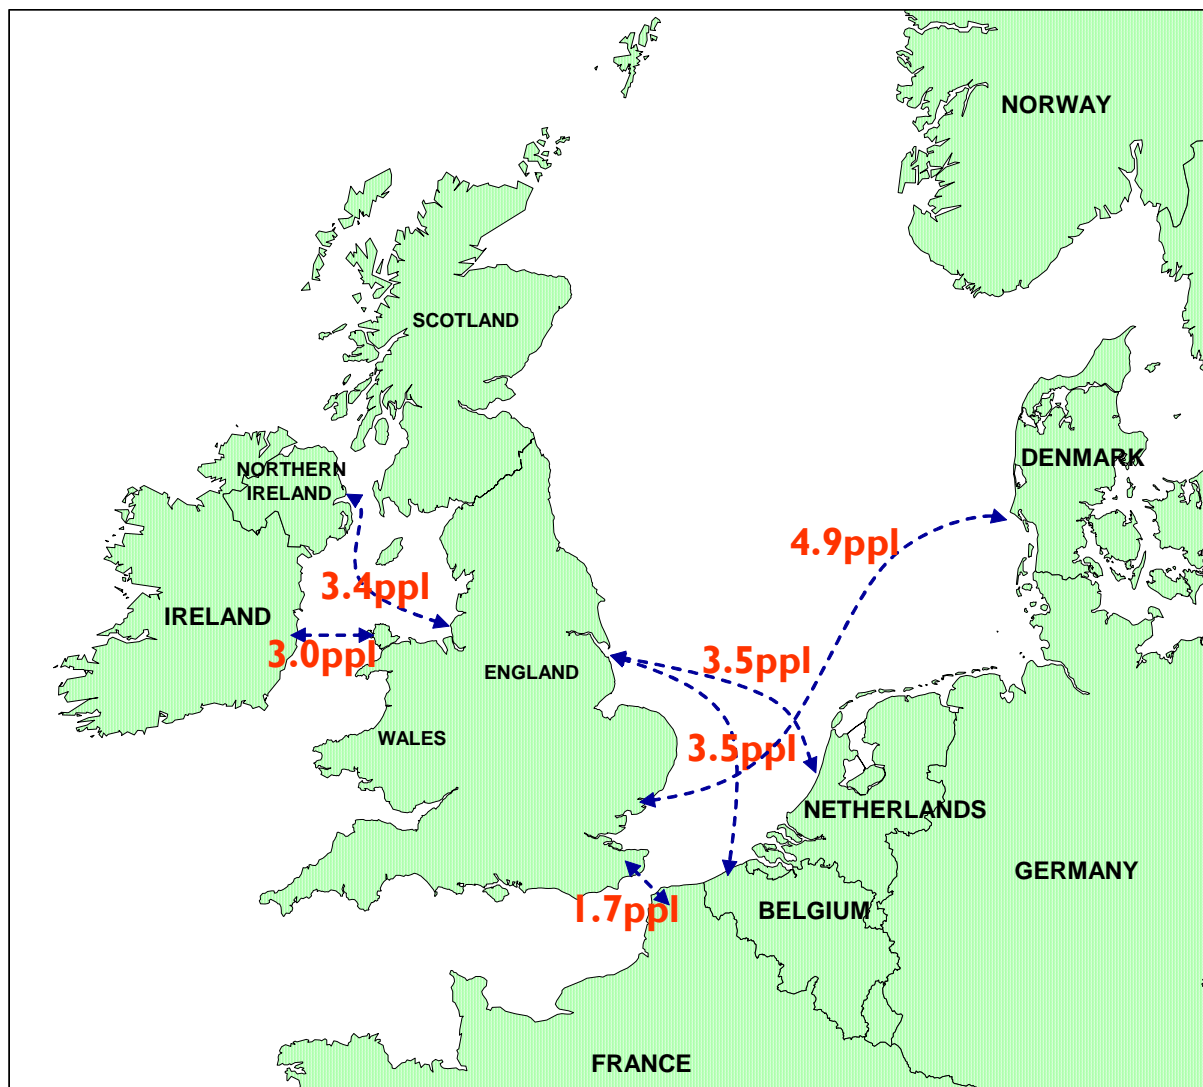 NORWAY
SCOTLAND
DENMARK
NORTHERN
IRELAND
4.9ppl
3.4ppl
IRELAND
3.0ppl
3.5ppl
ENGLAND
WALES
3.5ppl
NETHERLANDS
GERMANY
1.7ppl
BELGIUM
FRANCE